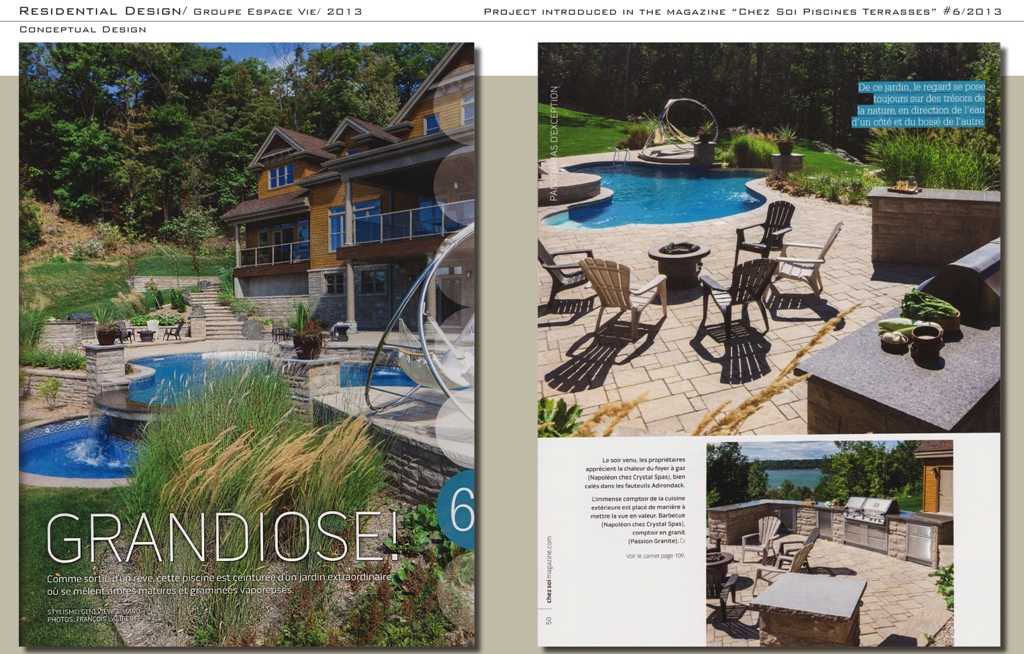 Residential Design/ Groupe Espace Vie/ 2013
Project introduced in the magazine “Chez Soi Piscines Terrasses” #6/2013
Conceptual Design
6
GRANDIOSE!
Comme sortie d'un rêve, cette piscine est ceinturée d'un jardin extraordinaire
où se mêlent arbres matures et graminées vaporeuses.
STYLISME: GENEVIÈVE
PHOTOS: FRANÇOIS
D'EXCEPTION
De ce jardin, le regard se pose
toujours sur des trésors de
la nature, en direction de l'eau
d'un côté et du boisé de l'autre.
Le soir venu, les propriétaires
apprécient la chaleur du foyer à gaz
(Napoléon chez Crystal Spas), bien
calés dans les fauteuils Adirondack.
L'immense comptoir de la cuisine
extérieure est placé de manière à
mettre la vue en valeur. Barbecue
(Napoléon chez Crystal Spas),
comptoir en granit
(Passion Granite).
Voir le carnet page 109.
chez soi magazine.com
50